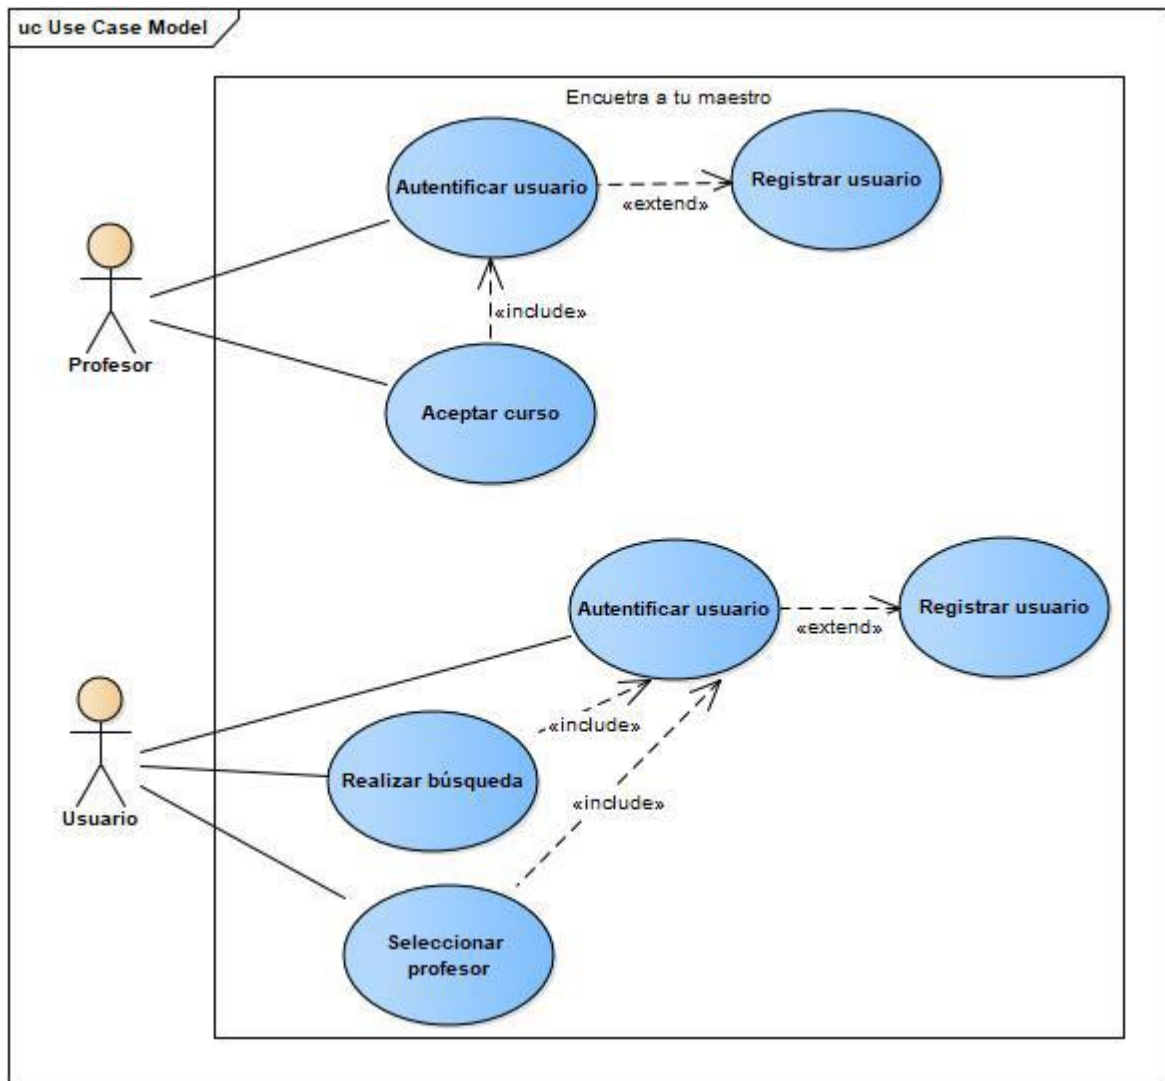 uc Use Case Model
Encuetra a tu maestro
Autentificar usuario
Registrar usuario
«extend»
«include»
Profesor
Aceptar curso
Autentificar usuario
Registrar usuario
«extend»
«include»
Realizar búsqueda
«include»
Usuario
Seleccionar
profesor